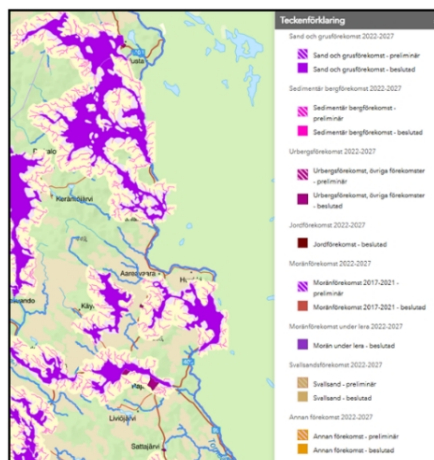 Teckenförklaring
Sand och grusförekomst 2022-2027
Sand och grusförekomst - preliminär
Sand och grusförekomst - beslutad
Sedimentär bergförekomst 2022-2027
Sedimentär bergförekomst -
preliminär
Sedimentär bergförekomst - beslutad
Urbergsförekomst 2022-2027
Urbergsförekomst, övriga förekomster
- preliminär
Urbergsförekomst, övriga förekomster
- beslutad
Jordförekomst 2022-2027
Jordförekomst - beslutad
Moränförekomst 2022-2027
Moränförekomst 2017-2021 -
preliminär
Moränförekomst 2017-2021 - beslutad
Moränförekomst under lera 2022-2027
Morän under lera - beslutad
Svallsandsförekomst 2022-2027
Svallsand - preliminär
Svallsand - beslutad
Annan förekomst 2022-2027
Annan förekomst - preliminär
Annan förekomst - beslutad
Liviöjärvi
Sattajärvi